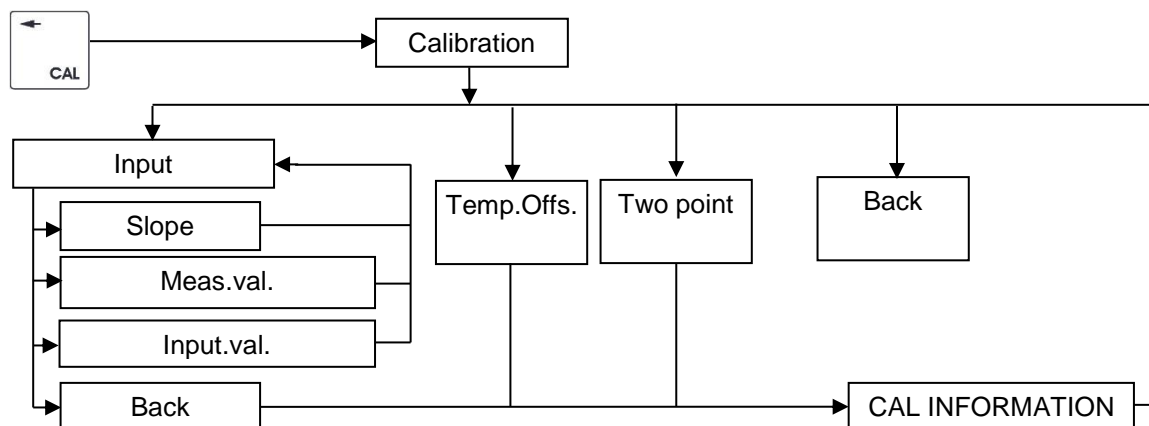 CAL
Calibration
Input
Temp.Offs.
Two point
Back
Slope
Meas.val.
Input.val.
Back
CAL INFORMATION